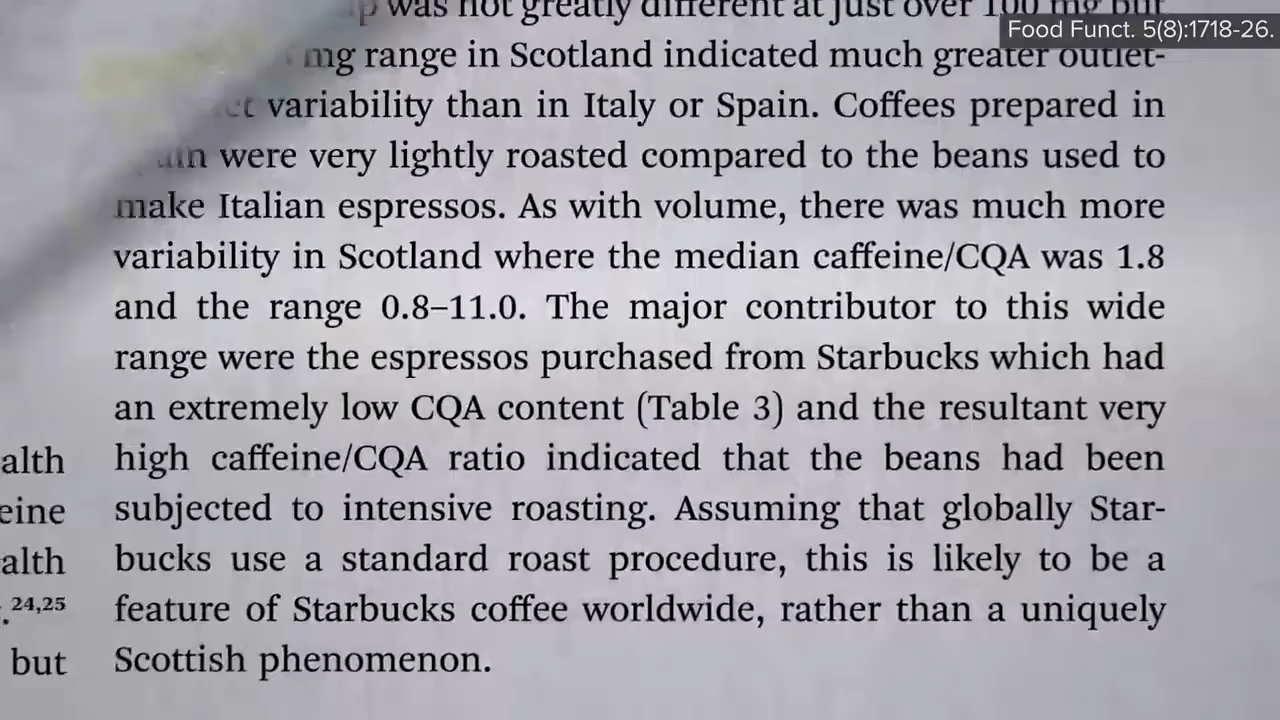 was not greatly different at just over 100 mg but
Food Funct. 5(8):1718-26.
mg range in Scotland indicated much greater outlet-
variability than in Italy or Spain. Coffees prepared in
were very lightly roasted compared to the beans used to
make Italian espressos. As with volume, there was much more
variability in Scotland where the median caffeine/CQA was 1.8
and the range 0.8–11.0. The major contributor to this wide
range were the espressos purchased from Starbucks which had
an extremely low CQA content (Table 3) and the resultant very
alth high caffeine/CQA ratio indicated that the beans had been
eine subjected to intensive roasting. Assuming that globally Star-
alth bucks use a standard roast procedure, this is likely to be a
.24,25 feature of Starbucks coffee worldwide, rather than a uniquely
but Scottish phenomenon.